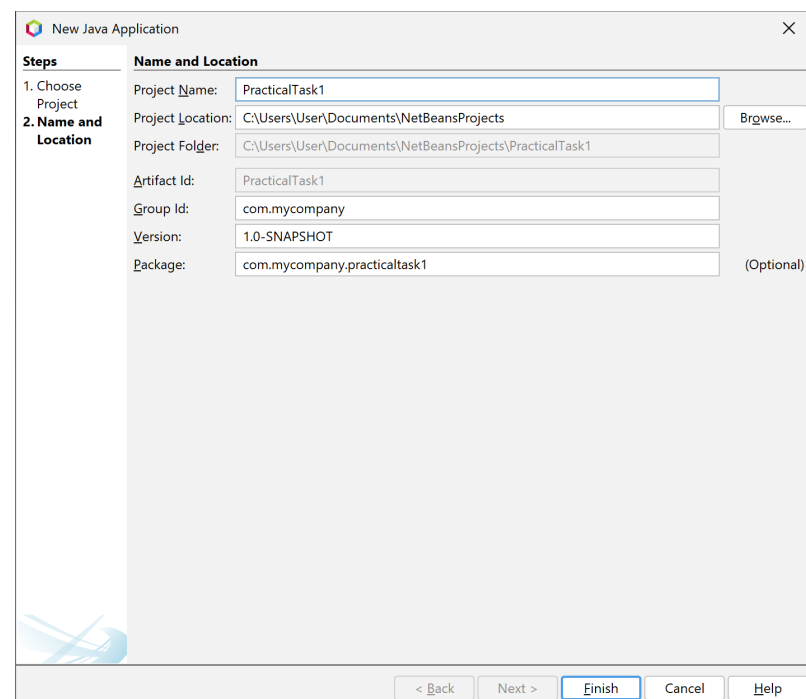 New Java Application
Steps
1. Choose
Project
2. Name and
Location
Name and Location
Project Name: PracticalTask1
Project Location: C:\Users\User\Documents\NetBeansProjects Browse...
Project Folder: C:\Users\User\Documents\NetBeansProjects\PracticalTask1
Artifact Id: PracticalTask1
Group Id: com.mycompany
Version: 1.0-SNAPSHOT
Package: com.mycompany.practicaltask1 (Optional)
< Back Next > Finish Cancel Help